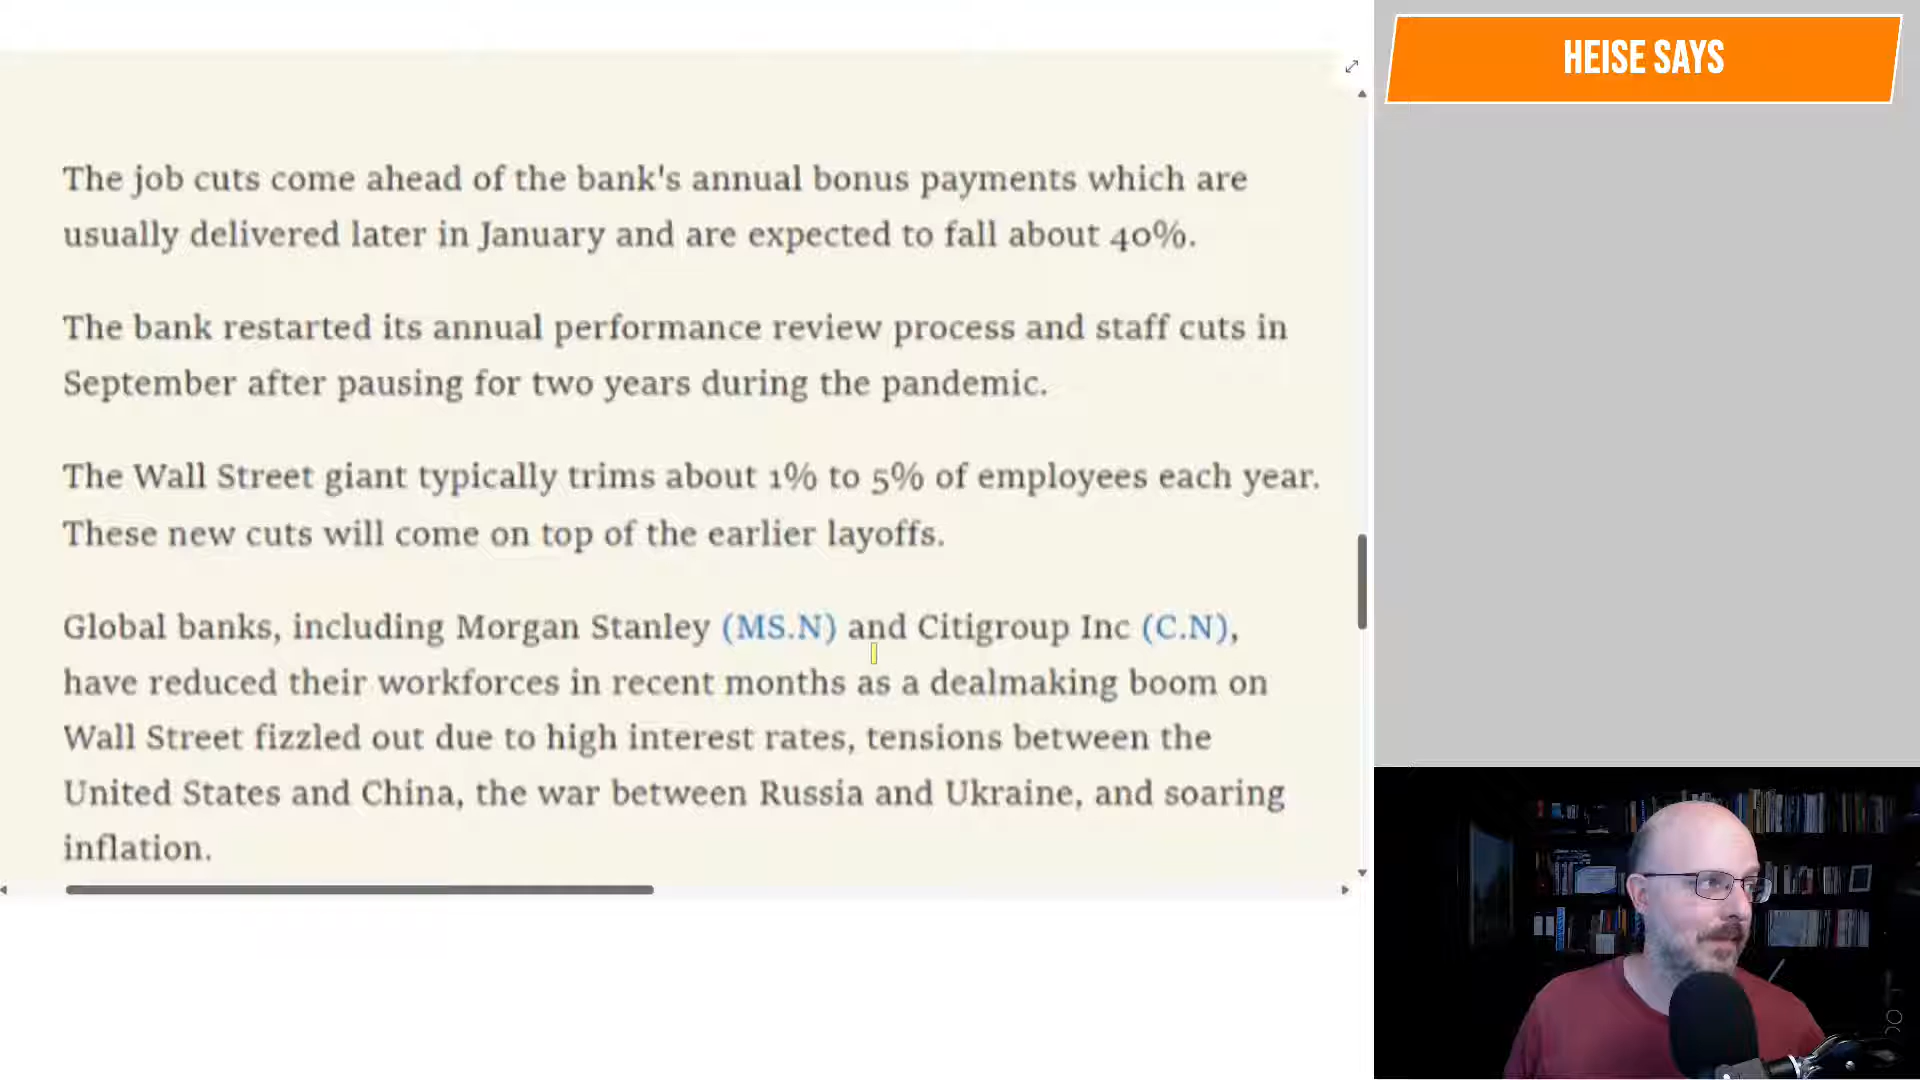 HEISE SAYS
The job cuts come ahead of the bank's annual bonus payments which are
usually delivered later in January and are expected to fall about 40%.
The bank restarted its annual performance review process and staff cuts in
September after pausing for two years during the pandemic.
The Wall Street giant typically trims about 1% to 5% of employees each year.
These new cuts will come on top of the earlier layoffs.
Global banks, including Morgan Stanley (MS.N) and Citigroup Inc (C.N),
have reduced their workforces in recent months as a dealmaking boom on
Wall Street fizzled out due to high interest rates, tensions between the
United States and China, the war between Russia and Ukraine, and soaring
inflation.